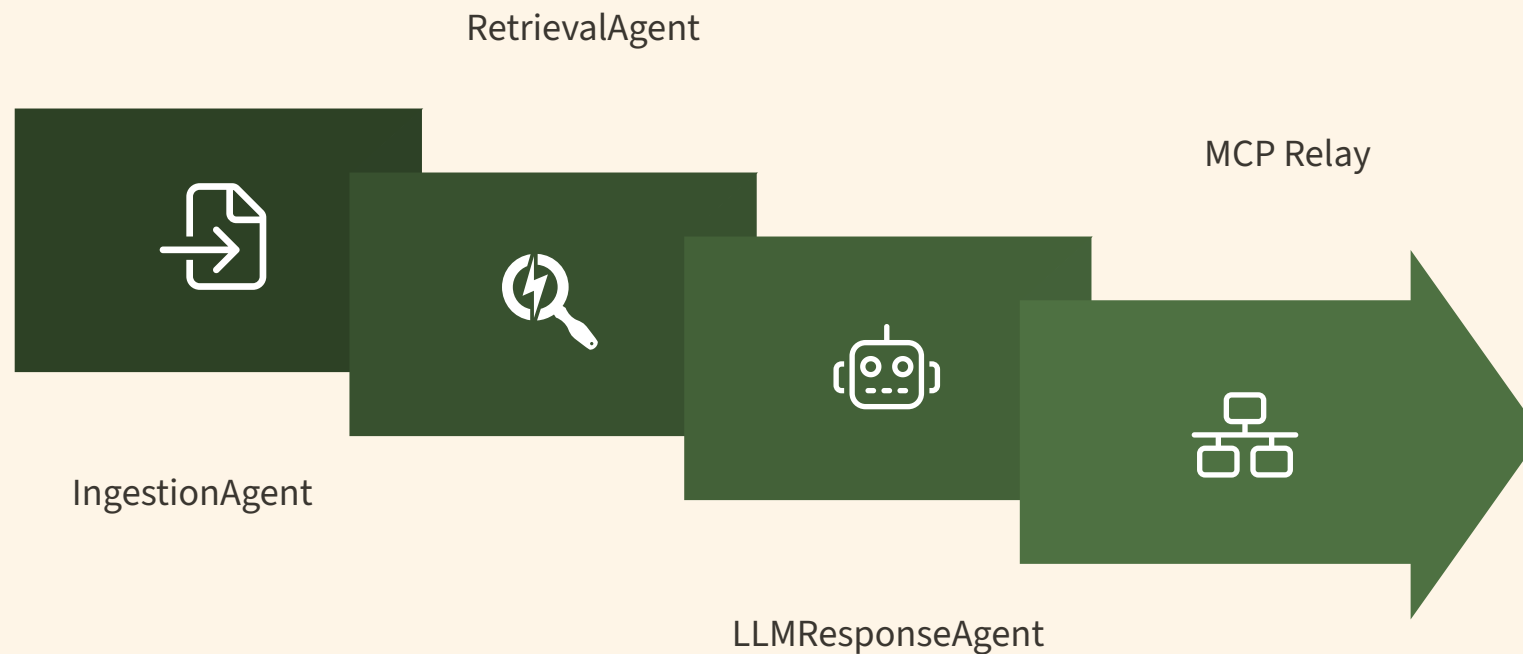 RetrievalAgent
MCP Relay
IngestionAgent
LLMResponseAgent